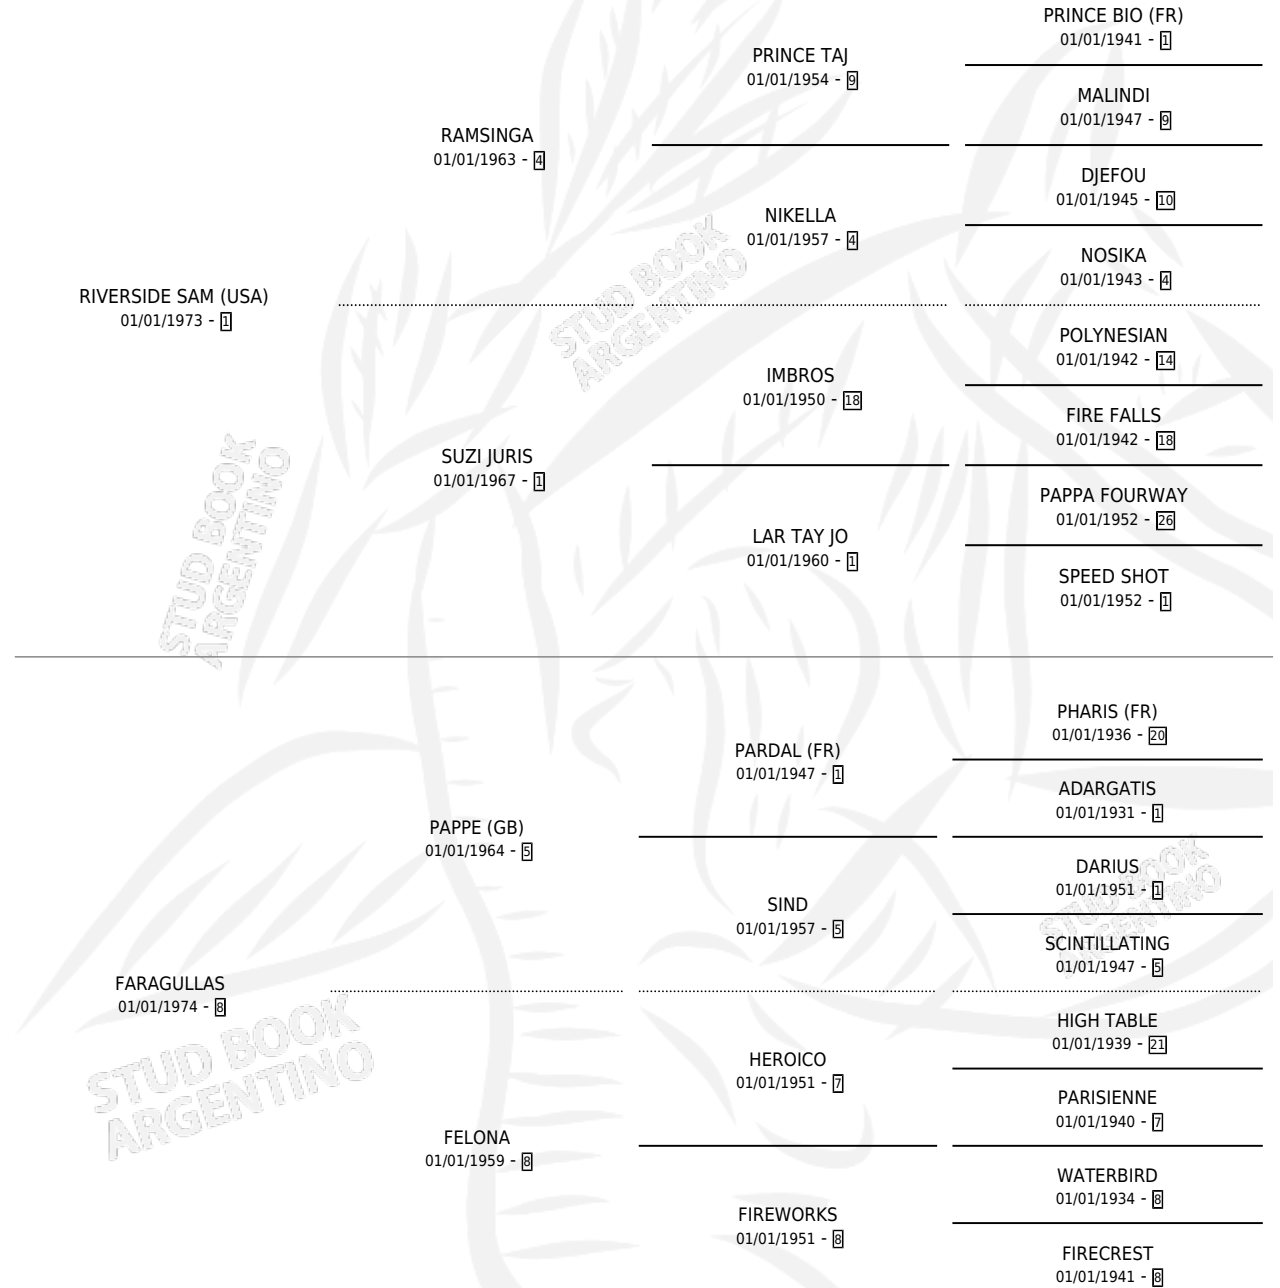 PRINCE BIO (FR)
01/01/1941 - 1
PRINCE TAJ
01/01/1954 - 9
MALINDI
01/01/1947 - 9
RAMSINGA
01/01/1963 - 4
DJEFOU
01/01/1945 - 10
NIKELLA
01/01/1957 - 4
NOSIKA
01/01/1943 - 4
RIVERSIDE SAM (USA)
01/01/1973 - 1
POLYNESIAN
01/01/1942 - 14
IMBROS
01/01/1950 - 18
FIRE FALLS
01/01/1942 - 18
SUZI JURIS
01/01/1967 - 1
PAPPA FOURWAY
01/01/1952 - 26
LAR TAY JO
01/01/1960 - 1
SPEED SHOT
01/01/1952 - 1
PHARIS (FR)
01/01/1936 - 20
PARDAL (FR)
01/01/1947 - 1
ADARGATIS
01/01/1931 - 1
PAPPE (GB)
01/01/1964 - 5
DARIUS
01/01/1951 - 1
SIND
01/01/1957 - 5
SCINTILLATING
01/01/1947 - 5
FARAGULLAS
01/01/1974 - 8
HIGH TABLE
01/01/1939 - 21
HEROICO
01/01/1951 - 7
PARISIENNE
01/01/1940 - 7
FELONA
01/01/1959 - 8
WATERBIRD
01/01/1934 - 8
FIREWORKS
01/01/1951 - 8
FIRECREST
01/01/1941 - 8
STUD BOOK
ARGENTINO
STUD BOOK
ARGENTINO
STUD BOOK
ARGENTINO
STUD BOOK
ARGENTINO